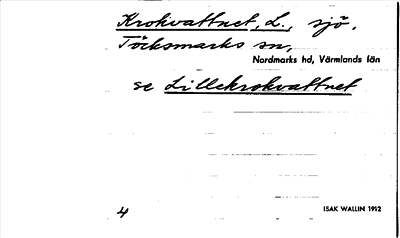 Krokvattnet, L., sjö.
Töcksmarks sn,
Nordmarks hd, Värmlands län
se Lillekrokvattnet
4
ISAK WALLIN 1912